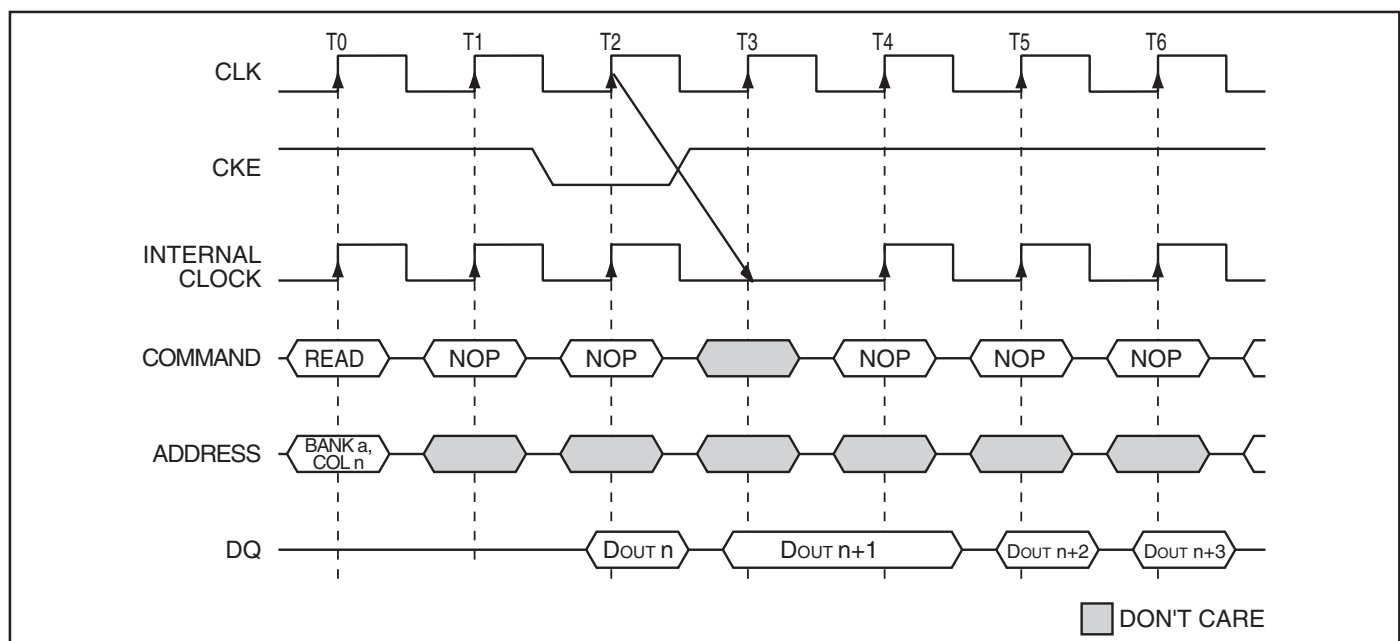 T0 T1 T2 T3 T4 T5 T6
CLK
CKE
INTERNAL
CLOCK
COMMAND READ NOP NOP NOP NOP NOP
ADDRESS BANK a,
COL n
DQ DOUT n DOUT n+1 DOUT n+2 DOUT n+3
DON'T CARE